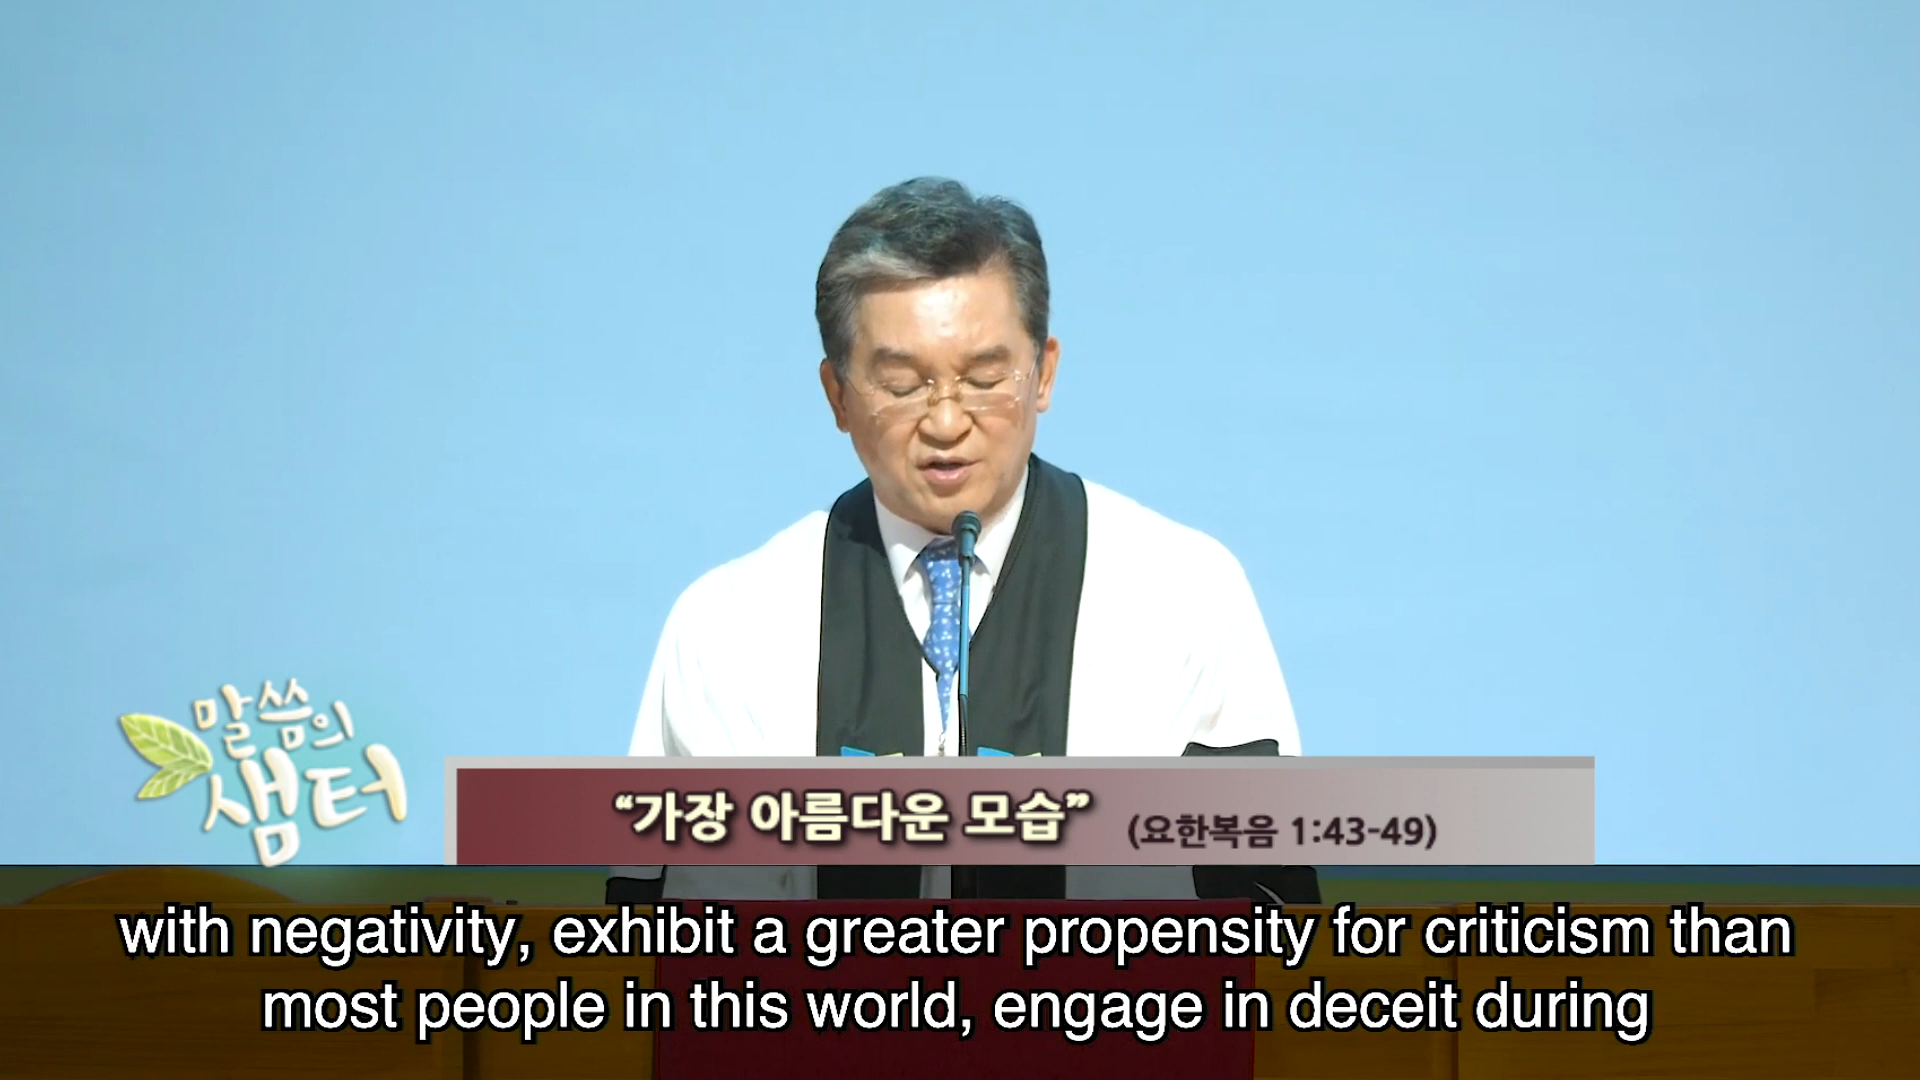 말씀의
샘터
“가장 아름다운 모습” (요한복음 1:43-49)
with negativity, exhibit a greater propensity for criticism than
most people in this world, engage in deceit during